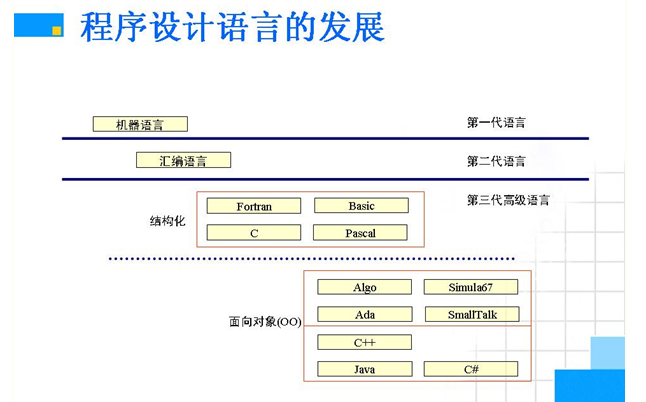 程序设计语言的发展
机器语言 第一代语言
汇编语言 第二代语言
第三代高级语言
Fortran Basic
结构化
C Pascal
Algo Simula67
Ada SmallTalk
面向对象(OO)
C++
Java C#